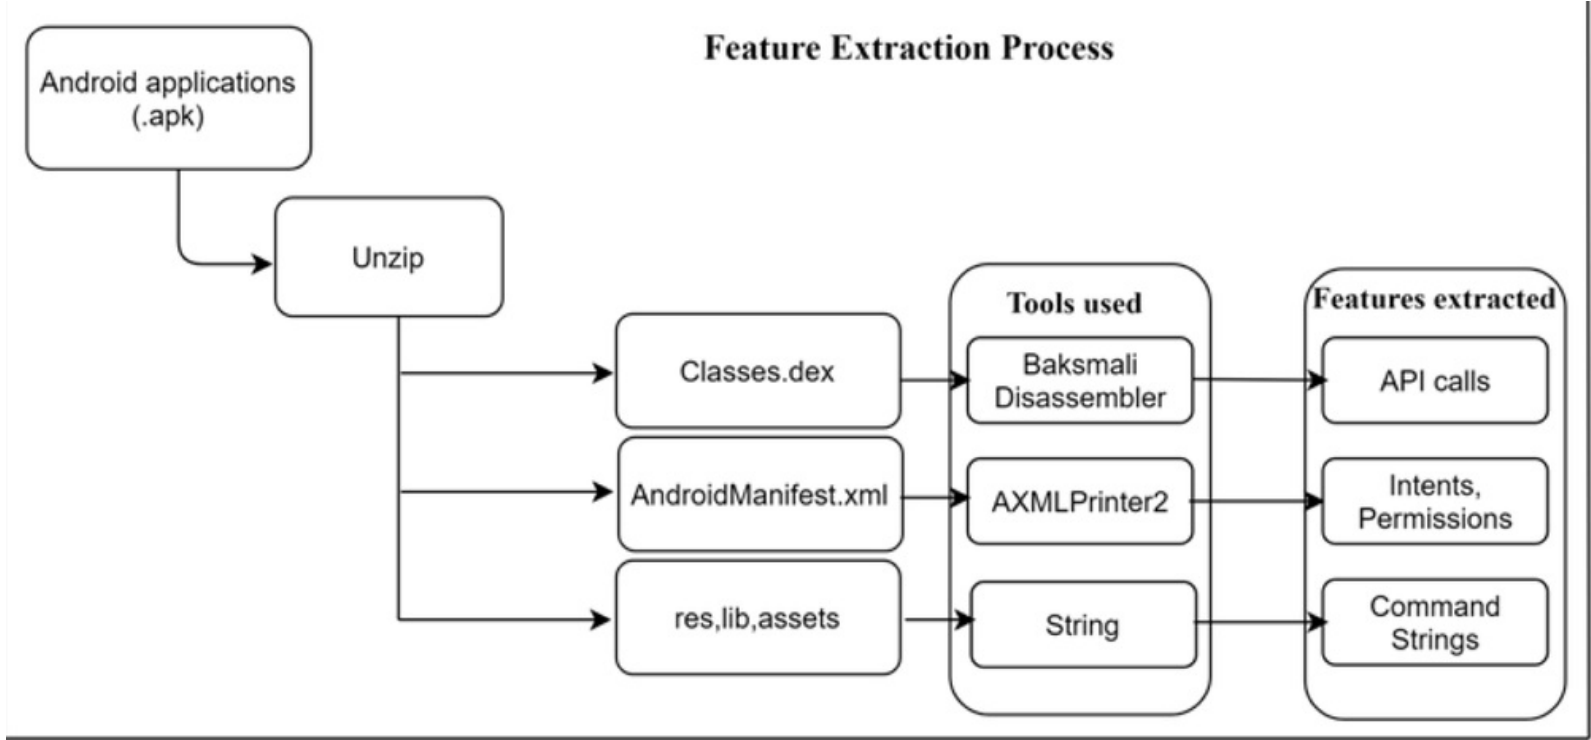 Feature Extraction Process
Android applications
(.apk)
Unzip
Classes.dex
AndroidManifest.xml
res,lib,assets
Tools used
Baksmali
Disassembler
AXMLPrinter2
String
Features extracted
API calls
Intents,
Permissions
Command
Strings